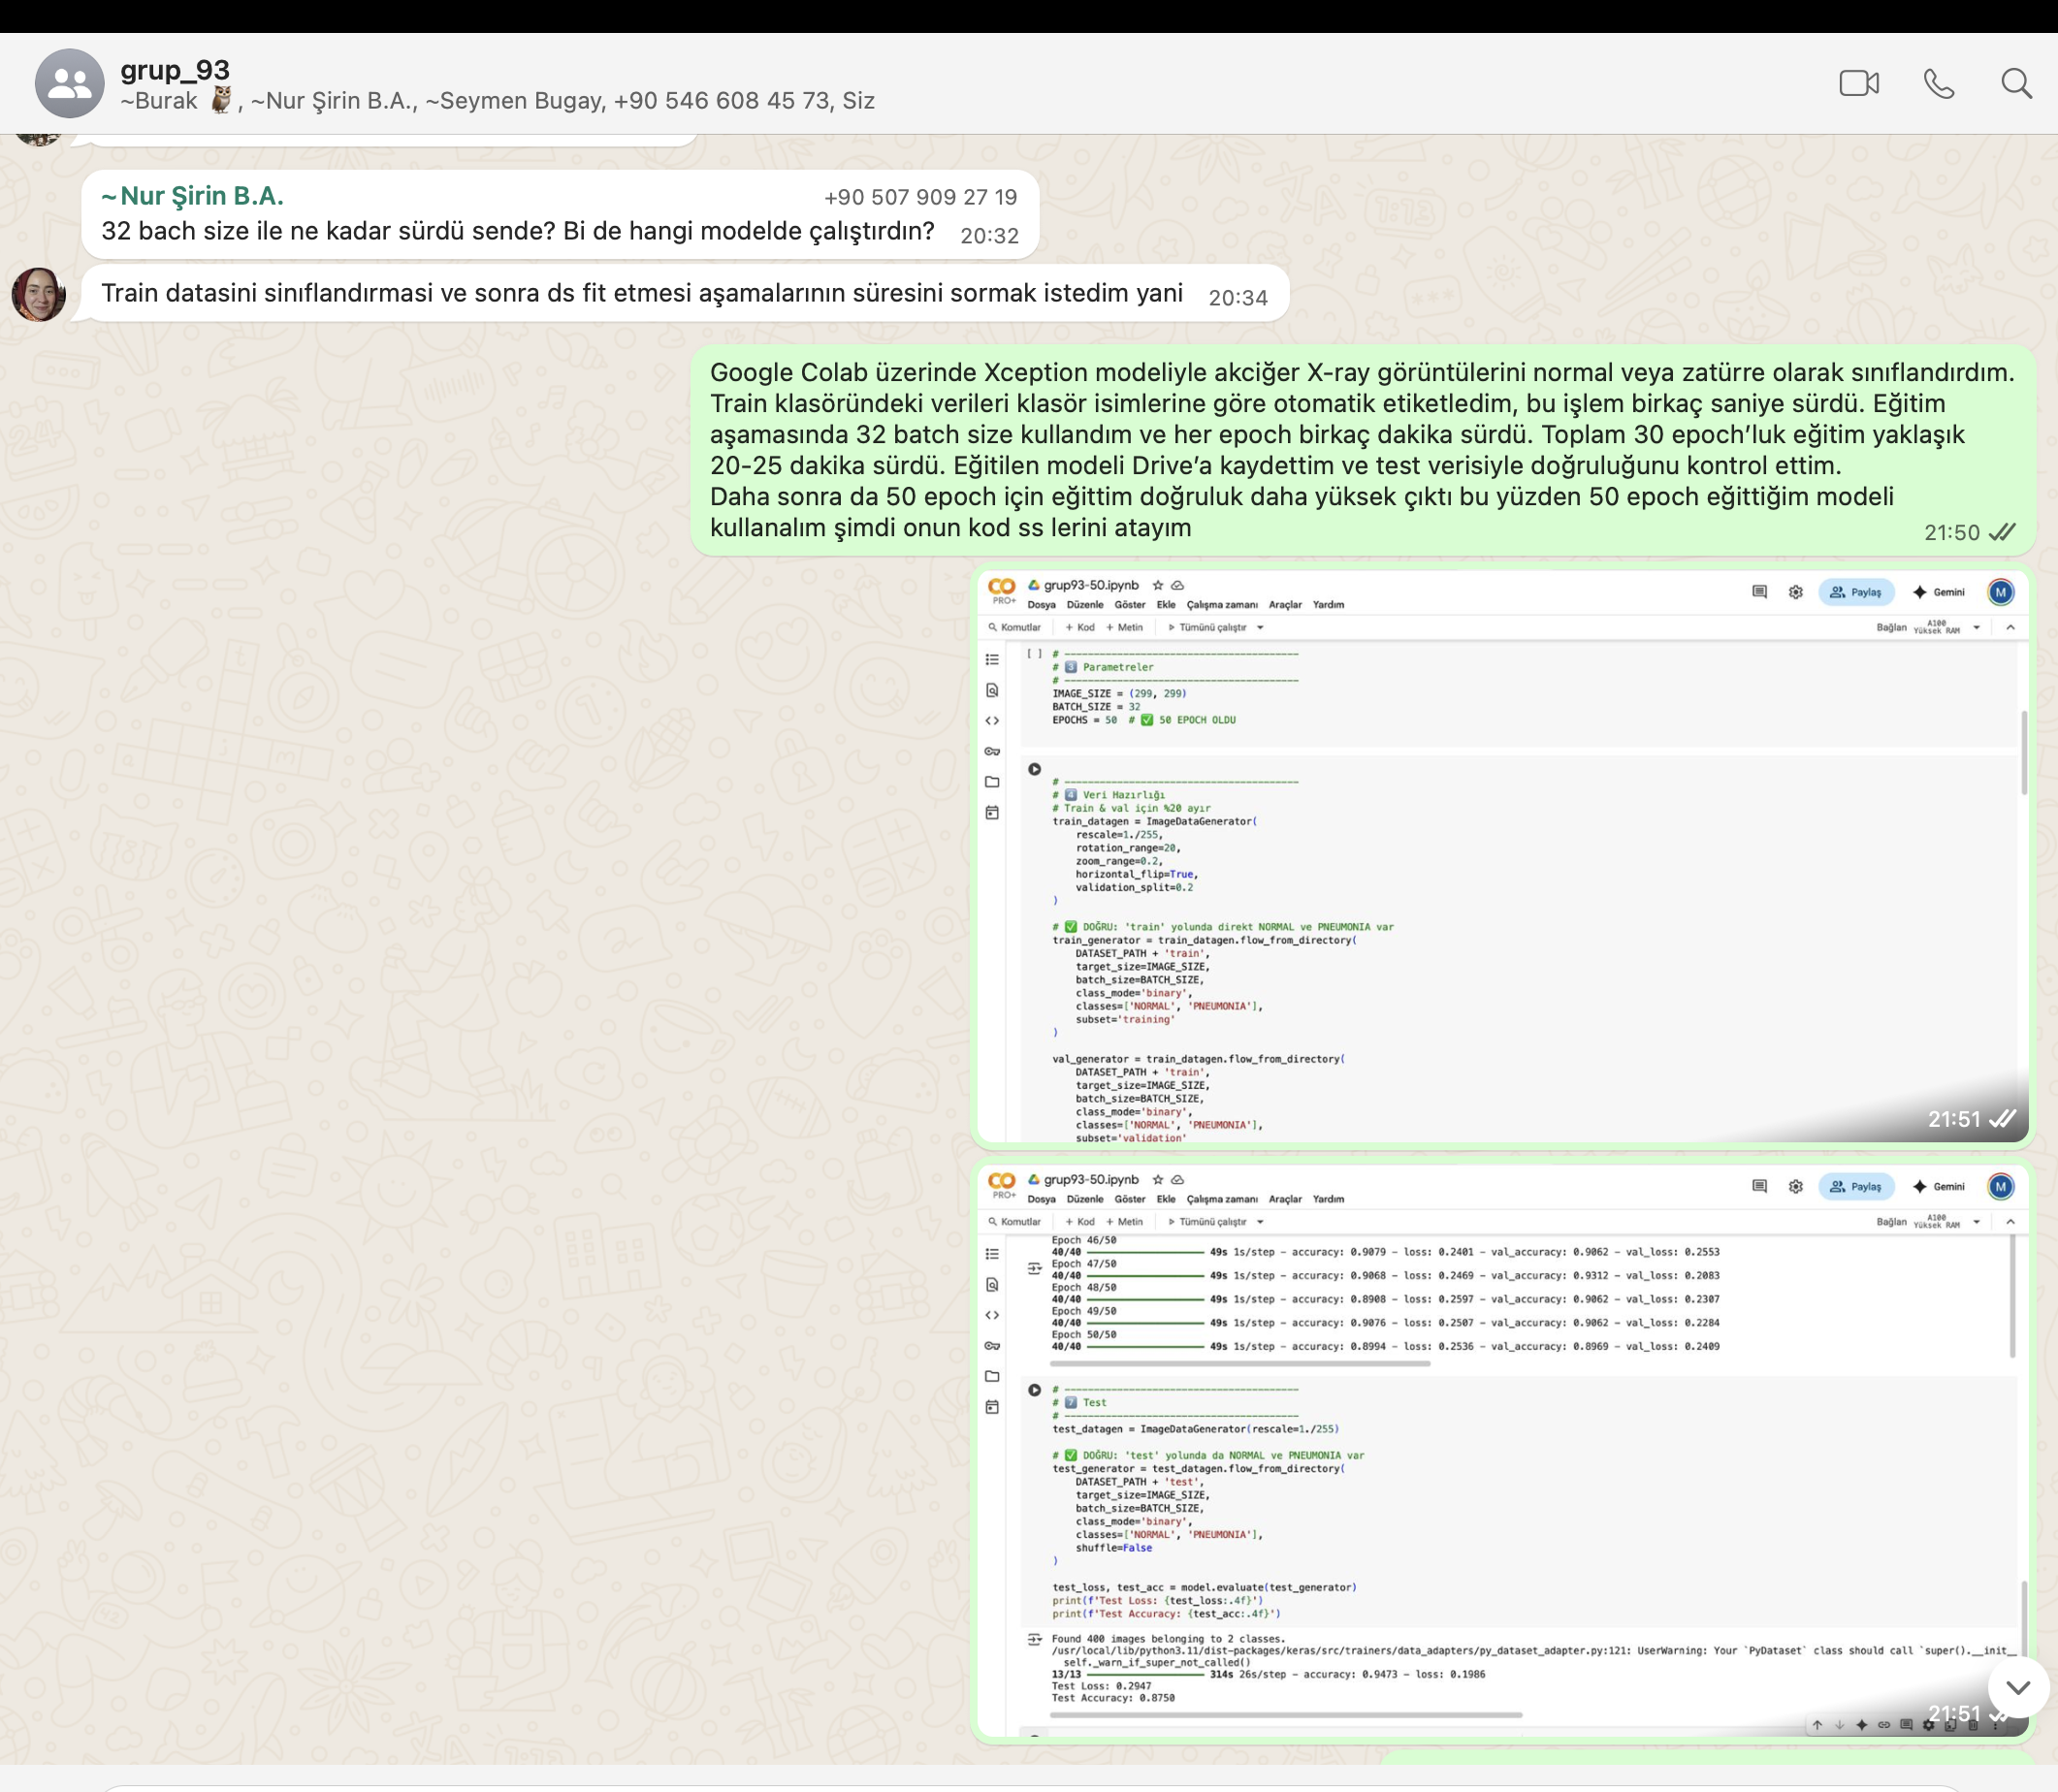 grup_93
~Burak 🦉, ~Nur Şirin B.A., ~Seymen Bugay, +90 546 608 45 73, Siz
~Nur Şirin B.A. +90 507 909 27 19
32 bach size ile ne kadar sürdü sende? Bi de hangi modelde çalıştırdın? 20:32
Train datasini sınıflandırmasi ve sonra ds fit etmesi aşamalarının süresini sormak istedim yani 20:34
Google Colab üzerinde Xception modeliyle akciğer X-ray görüntülerini normal veya zatürre olarak sınıflandırdım.
Train klasöründeki verileri klasör isimlerine göre otomatik etiketledim, bu işlem birkaç saniye sürdü. Eğitim
aşamasında 32 batch size kullandım ve her epoch birkaç dakika sürdü. Toplam 30 epoch’luk eğitim yaklaşık
20-25 dakika sürdü. Eğitilen modeli Drive’a kaydettim ve test verisiyle doğruluğunu kontrol ettim.
Daha sonra da 50 epoch için eğittim doğruluk daha yüksek çıktı bu yüzden 50 epoch eğittiğim modeli
kullanalım şimdi onun kod ss lerini atayım
21:50
CO PRO+ grup93-50.ipynb
Dosya Düzenle Göster Ekle Çalışma zamanı Araçlar Yardım
Paylaş Gemini M
Komutlar + Kod + Metin Tümünü çalıştır
Bağlan A100 Yüksek RAM
[ ] # ----------------------------------------
# 3 Parametreler
# ----------------------------------------
IMAGE_SIZE = (299, 299)
BATCH_SIZE = 32
EPOCHS = 50 # ✅ 50 EPOCH OLDU
# ----------------------------------------
# 4 Veri Hazırlığı
# Train & val için %20 ayır
train_datagen = ImageDataGenerator(
rescale=1./255,
rotation_range=20,
zoom_range=0.2,
horizontal_flip=True,
validation_split=0.2
)
# ✅ DOĞRU: 'train' yolunda direkt NORMAL ve PNEUMONIA var
train_generator = train_datagen.flow_from_directory(
DATASET_PATH + 'train',
target_size=IMAGE_SIZE,
batch_size=BATCH_SIZE,
class_mode='binary',
classes=['NORMAL', 'PNEUMONIA'],
subset='training'
)
val_generator = train_datagen.flow_from_directory(
DATASET_PATH + 'train',
target_size=IMAGE_SIZE,
batch_size=BATCH_SIZE,
class_mode='binary',
classes=['NORMAL', 'PNEUMONIA'],
subset='validation'
21:51
CO PRO+ grup93-50.ipynb
Dosya Düzenle Göster Ekle Çalışma zamanı Araçlar Yardım
Paylaş Gemini M
Komutlar + Kod + Metin Tümünü çalıştır
Bağlan A100 Yüksek RAM
Epoch 46/50
40/40 49s 1s/step - accuracy: 0.9079 - loss: 0.2401 - val_accuracy: 0.9062 - val_loss: 0.2553
Epoch 47/50
40/40 49s 1s/step - accuracy: 0.9068 - loss: 0.2469 - val_accuracy: 0.9312 - val_loss: 0.2083
Epoch 48/50
40/40 49s 1s/step - accuracy: 0.8908 - loss: 0.2597 - val_accuracy: 0.9062 - val_loss: 0.2307
Epoch 49/50
40/40 49s 1s/step - accuracy: 0.9076 - loss: 0.2507 - val_accuracy: 0.9062 - val_loss: 0.2284
Epoch 50/50
40/40 49s 1s/step - accuracy: 0.8994 - loss: 0.2536 - val_accuracy: 0.8969 - val_loss: 0.2409
# ----------------------------------------
# 7 Test
# ----------------------------------------
test_datagen = ImageDataGenerator(rescale=1./255)
# ✅ DOĞRU: 'test' yolunda da NORMAL ve PNEUMONIA var
test_generator = test_datagen.flow_from_directory(
DATASET_PATH + 'test',
target_size=IMAGE_SIZE,
batch_size=BATCH_SIZE,
class_mode='binary',
classes=['NORMAL', 'PNEUMONIA'],
shuffle=False
)
test_loss, test_acc = model.evaluate(test_generator)
print(f'Test Loss: {test_loss:.4f}')
print(f'Test Accuracy: {test_acc:.4f}')
Found 400 images belonging to 2 classes.
/usr/local/lib/python3.11/dist-packages/keras/src/trainers/data_adapters/py_dataset_adapter.py:121: UserWarning: Your `PyDataset` class should call `super().__init__
self._warn_if_super_not_called()
13/13 314s 26s/step - accuracy: 0.9473 - loss: 0.1986
Test Loss: 0.2947
Test Accuracy: 0.8750
21:51